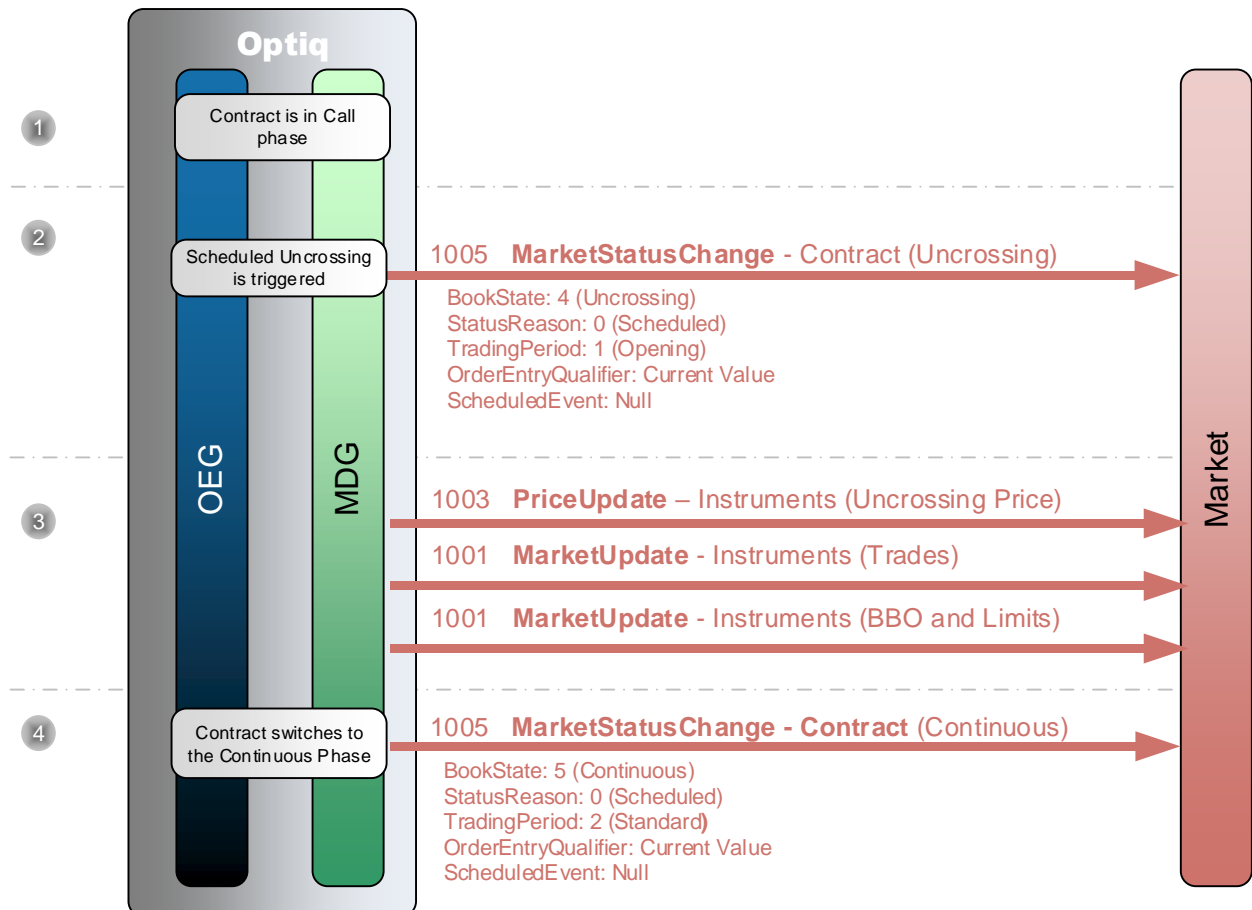 Optiq
1
Contract is in Call
phase
2
Scheduled Uncrossing
is triggered
1005 MarketStatusChange - Contract (Uncrossing)
BookState: 4 (Uncrossing)
StatusReason: 0 (Scheduled)
TradingPeriod: 1 (Opening)
OrderEntryQualifier: Current Value
ScheduledEvent: Null
OEG
MDG
Market
3
1003 PriceUpdate – Instruments (Uncrossing Price)
1001 MarketUpdate - Instruments (Trades)
1001 MarketUpdate - Instruments (BBO and Limits)
4
Contract switches to
the Continuous Phase
1005 MarketStatusChange - Contract (Continuous)
BookState: 5 (Continuous)
StatusReason: 0 (Scheduled)
TradingPeriod: 2 (Standard)
OrderEntryQualifier: Current Value
ScheduledEvent: Null